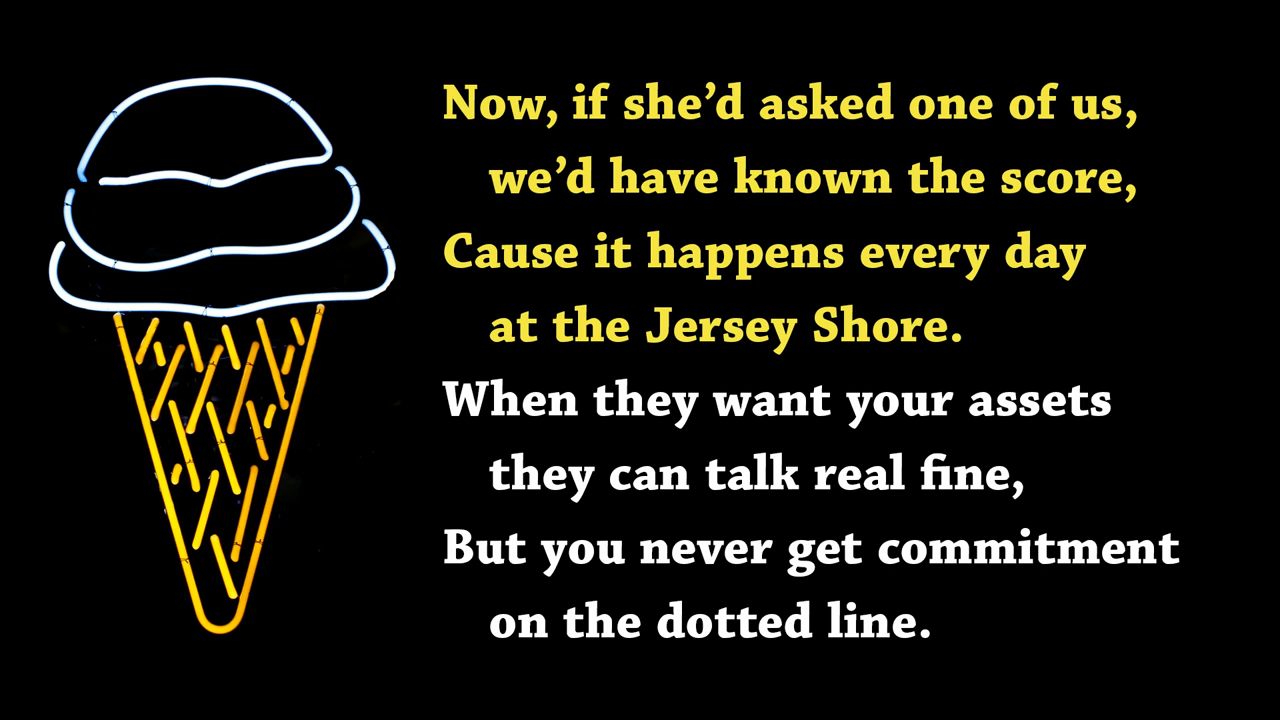 Now, if she’d asked one of us,
we’d have known the score,
Cause it happens every day
at the Jersey Shore.
When they want your assets
they can talk real fine,
But you never get commitment
on the dotted line.